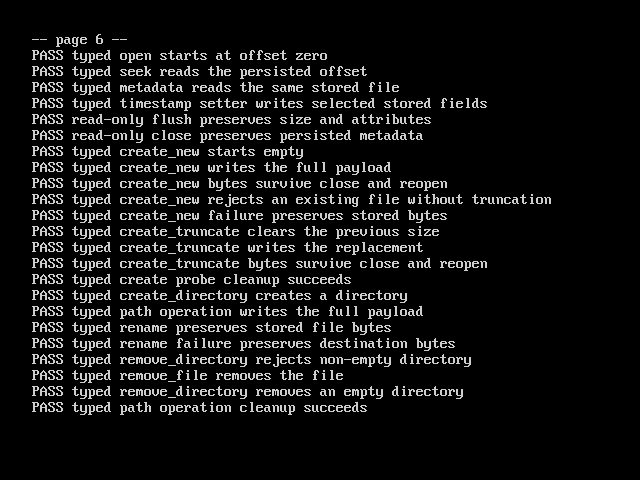 -- page 6 --
PASS typed open starts at offset zero
PASS typed seek reads the persisted offset
PASS typed metadata reads the same stored file
PASS typed timestamp setter writes selected stored fields
PASS read-only flush preserves size and attributes
PASS read-only close preserves persisted metadata
PASS typed create_new starts empty
PASS typed create_new writes the full payload
PASS typed create_new bytes survive close and reopen
PASS typed create_new rejects an existing file without truncation
PASS typed create_new failure preserves stored bytes
PASS typed create_truncate clears the previous size
PASS typed create_truncate writes the replacement
PASS typed create_truncate bytes survive close and reopen
PASS typed create probe cleanup succeeds
PASS typed create_directory creates a directory
PASS typed path operation writes the full payload
PASS typed rename preserves stored file bytes
PASS typed rename failure preserves destination bytes
PASS typed remove_directory rejects non-empty directory
PASS typed remove_file removes the file
PASS typed remove_directory removes an empty directory
PASS typed path operation cleanup succeeds